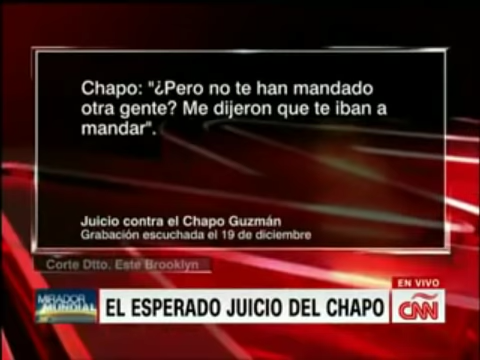 Chapo: "¿Pero no te han mandado
otra gente? Me dijeron que te iban a
mandar".
Juicio contra el Chapo Guzmán
Grabación escuchada el 19 de diciembre
Corte Dtto. Este Brooklyn
MIRADOR
MUNDIAL
EL ESPERADO JUICIO DEL CHAPO
EN VIVO
CNN